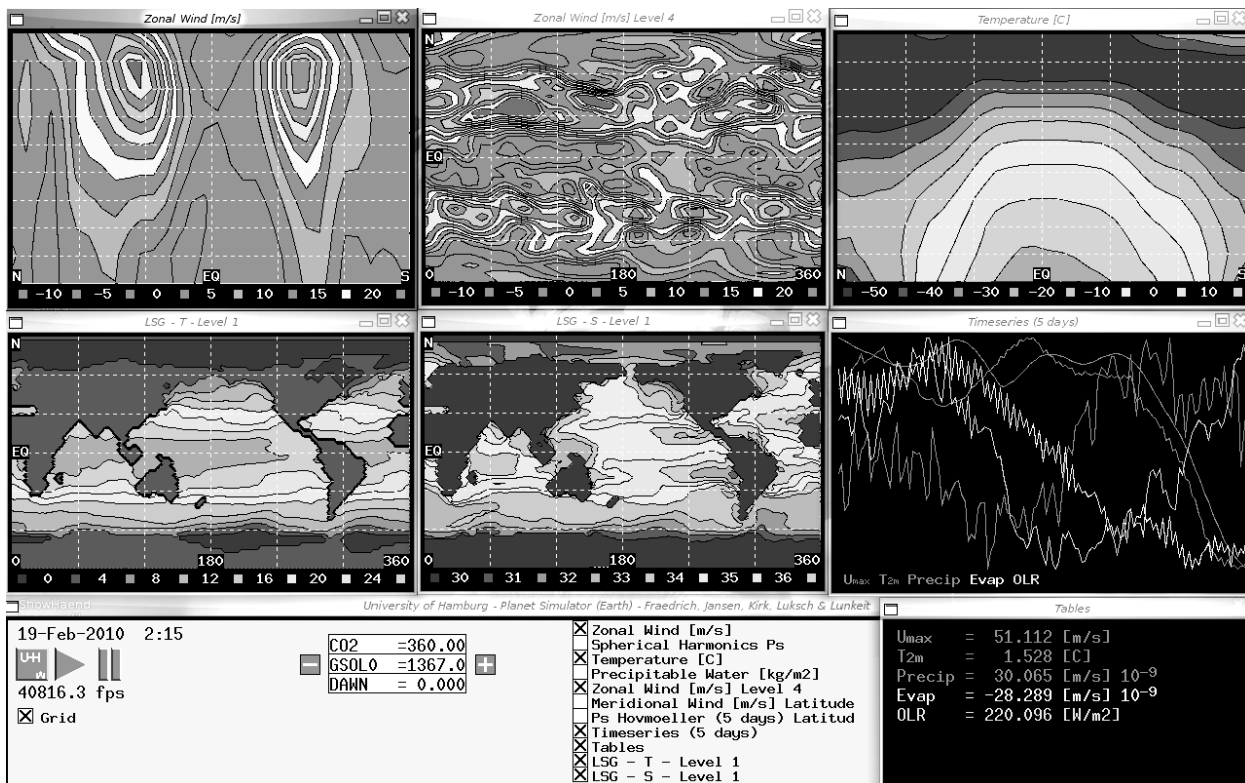 Zonal Wind [m/s]
N EQ S
-10 -5 0 5 10 15 20
Zonal Wind [m/s] Level 4
N
EQ
0 180 360
-10 -5 0 5 10 15 20
Temperature [C]
N EQ S
-50 -40 -30 -20 -10 0 10
LSG - T - Level 1
N
EQ
0 180 360
0 4 8 12 16 20 24
LSG - S - Level 1
N
EQ
0 180 360
30 31 32 33 34 35 36
Timeseries (5 days)
Umax T2m Precip Evap OLR
University of Hamburg - Planet Simulator (Earth) - Fraedrich, Jansen, Kirk, Luksch & Lunkeit
19-Feb-2010 2:15
U-H
40816.3 fps
Grid
CO2 =360.00
GSOL0 =1367.0
DAWN = 0.000
Zonal Wind [m/s]
Spherical Harmonics Ps
Temperature [C]
Precipitable Water [kg/m2]
Zonal Wind [m/s] Level 4
Meridional Wind [m/s] Latitude
Ps Hovmoeller (5 days) Latitud
Timeseries (5 days)
Tables
LSG - T - Level 1
LSG - S - Level 1
Tables
Umax = 51.112 [m/s]
T2m = 1.528 [C]
Precip = 30.065 [m/s] 10-9
Evap = -28.289 [m/s] 10-9
OLR = 220.096 [W/m2]